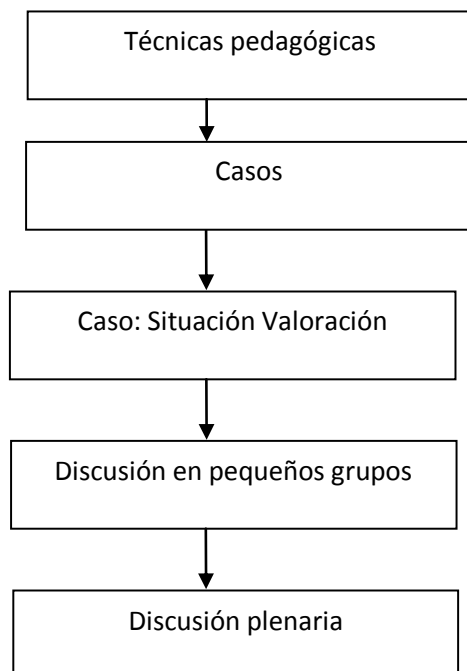 Técnicas pedagógicas
Casos
Caso: Situación Valoración
Discusión en pequeños grupos
Discusión plenaria